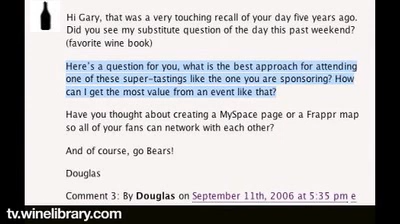 Hi Gary, that was a very touching recall of your day five years ago.
Did you see my substitute question of the day this past weekend?
(favorite wine book)
Here's a question for you, what is the best approach for attending
one of these super-tastings like the one you are sponsoring? How
can I get the most value from an event like that?
Have you thought about creating a MySpace page or a Frappr map
so all of your fans can network with each other?
And of course, go Bears!
Douglas
Comment 3: By Douglas on September 11th, 2006 at 5:35 pm e
tv.winelibrary.com